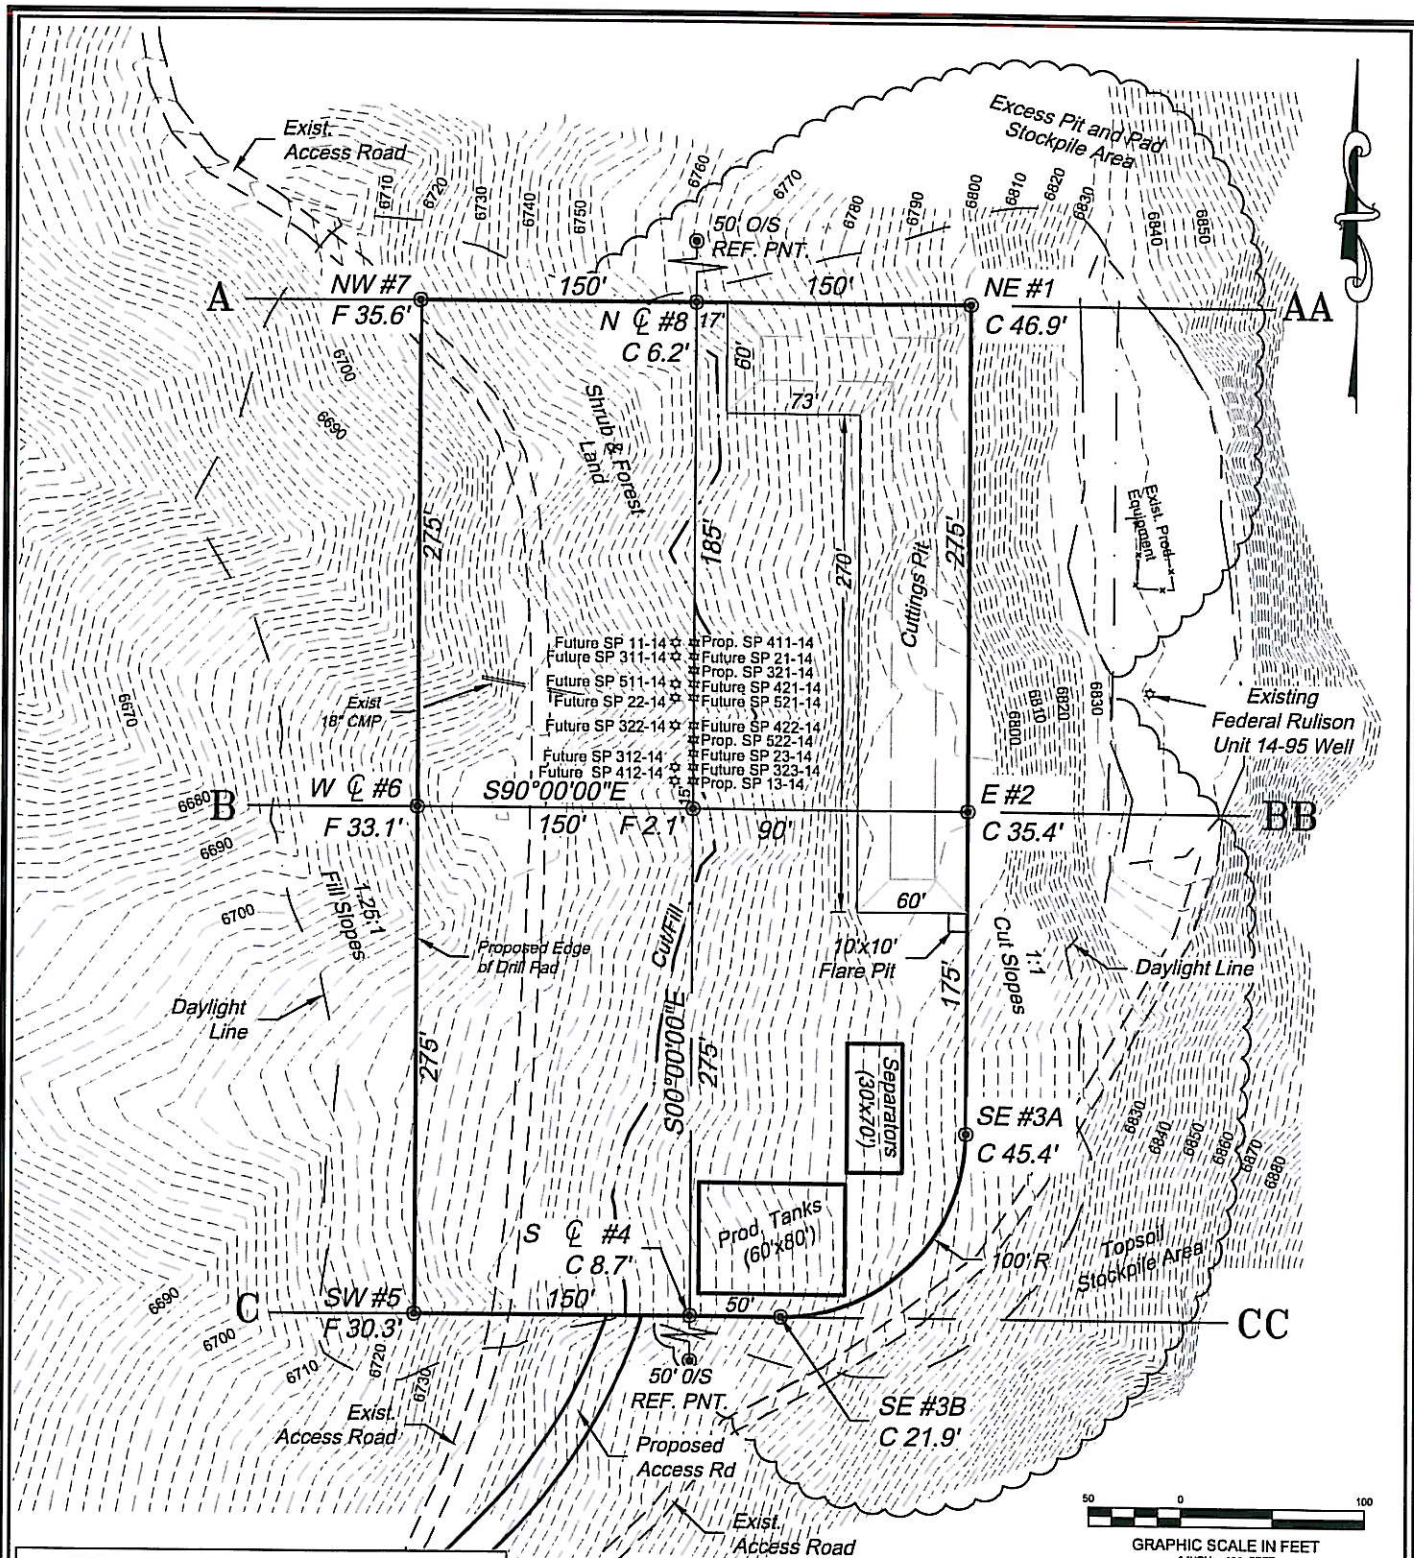 Exist.
Access Road
Excess Pit and Pad
Stockpile Area
6710
6720
6730
6740
6750
6760
6770
6780
6790
6800
6810
6820
6830
6840
6850
50' O/S
REF. PNT.
A
NW #7
F 35.6'
150'
150'
NE #1
C 46.9'
AA
N ℄ #8
C 6.2'
17'
60'
73'
6700
6690
Shrub & Forest
Land
275'
185'
270'
Cuttings Pit
275'
Exist. Prod.
Equipment
Future SP 11-14
Prop. SP 411-14
Future SP 311-14
Future SP 21-14
Prop. SP 321-14
Future SP 511-14
Future SP 421-14
Future SP 22-14
Future SP 521-14
Future SP 322-14
Future SP 422-14
Prop. SP 522-14
Future SP 312-14
Future SP 23-14
Future SP 412-14
Future SP 323-14
Prop. SP 13-14
Exist
18" CMP
6670
6800
6810
6820
6830
Existing
Federal Rulison
Unit 14-95 Well
6680
B
W ℄ #6
F 33.1'
S90°00'00"E
150'
15'
F 2.1'
90'
E #2
C 35.4'
BB
6690
6700
1.25:1
Fill Slopes
60'
Proposed Edge
of Drill Pad
Cut/Fill
10'x10'
Flare Pit
175'
1:1
Cut Slopes
Daylight Line
Daylight
Line
275'
S00°00'00"E
275'
Separators
(30'x70')
SE #3A
C 45.4'
6830
6840
6850
6860
6870
6880
S ℄ #4
C 8.7'
Prod. Tanks
(60'x80')
100' R
Topsoil
Stockpile Area
C
SW #5
F 30.3'
150'
50'
CC
6690
6700
6710
6720
6730
50' O/S
REF. PNT.
SE #3B
C 21.9'
Exist.
Access Road
Proposed
Access Rd
Exist.
Access Road
50
0
100
GRAPHIC SCALE IN FEET